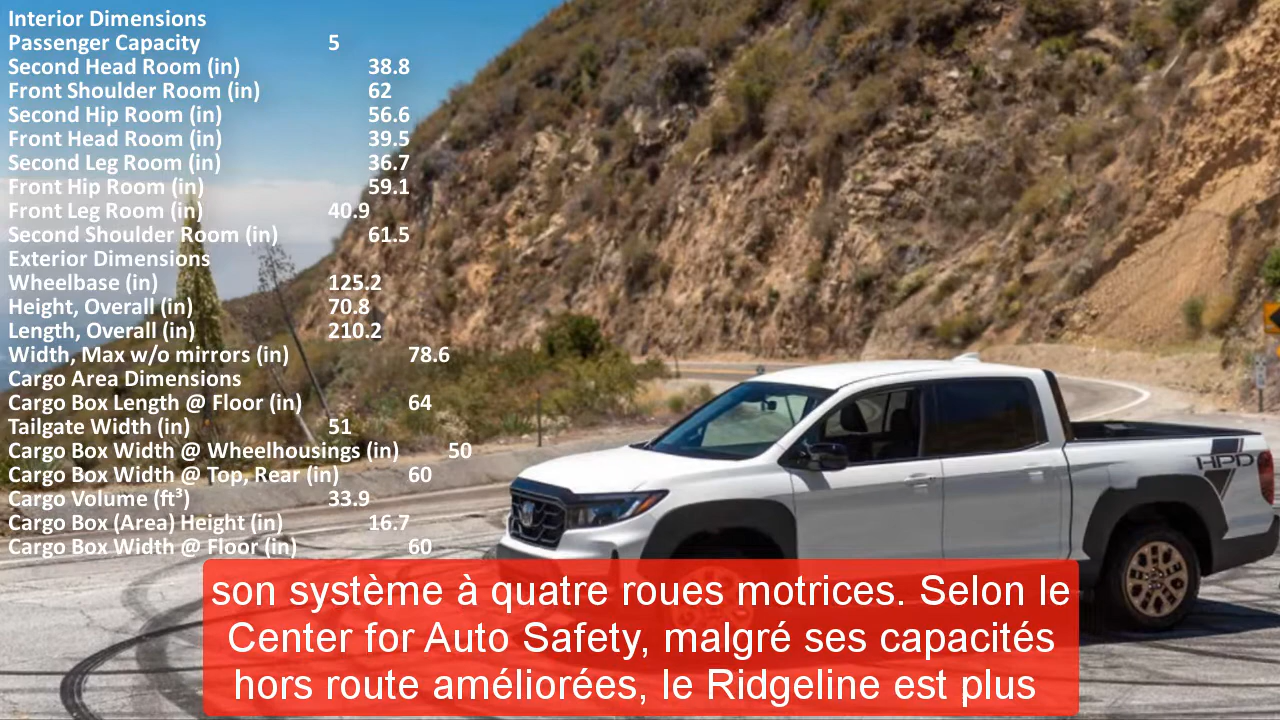 Interior Dimensions
Passenger Capacity 5
Second Head Room (in) 38.8
Front Shoulder Room (in) 62
Second Hip Room (in) 56.6
Front Head Room (in) 39.5
Second Leg Room (in) 36.7
Front Hip Room (in) 59.1
Front Leg Room (in) 40.9
Second Shoulder Room (in) 61.5
Exterior Dimensions
Wheelbase (in) 125.2
Height, Overall (in) 70.8
Length, Overall (in) 210.2
Width, Max w/o mirrors (in) 78.6
Cargo Area Dimensions
Cargo Box Length @ Floor (in) 64
Tailgate Width (in) 51
Cargo Box Width @ Wheelhousings (in) 50
Cargo Box Width @ Top, Rear (in) 60
Cargo Volume (ft³) 33.9
Cargo Box (Area) Height (in) 16.7
Cargo Box Width @ Floor (in) 60
HPD
son système à quatre roues motrices. Selon le
Center for Auto Safety, malgré ses capacités
hors route améliorées, le Ridgeline est plus